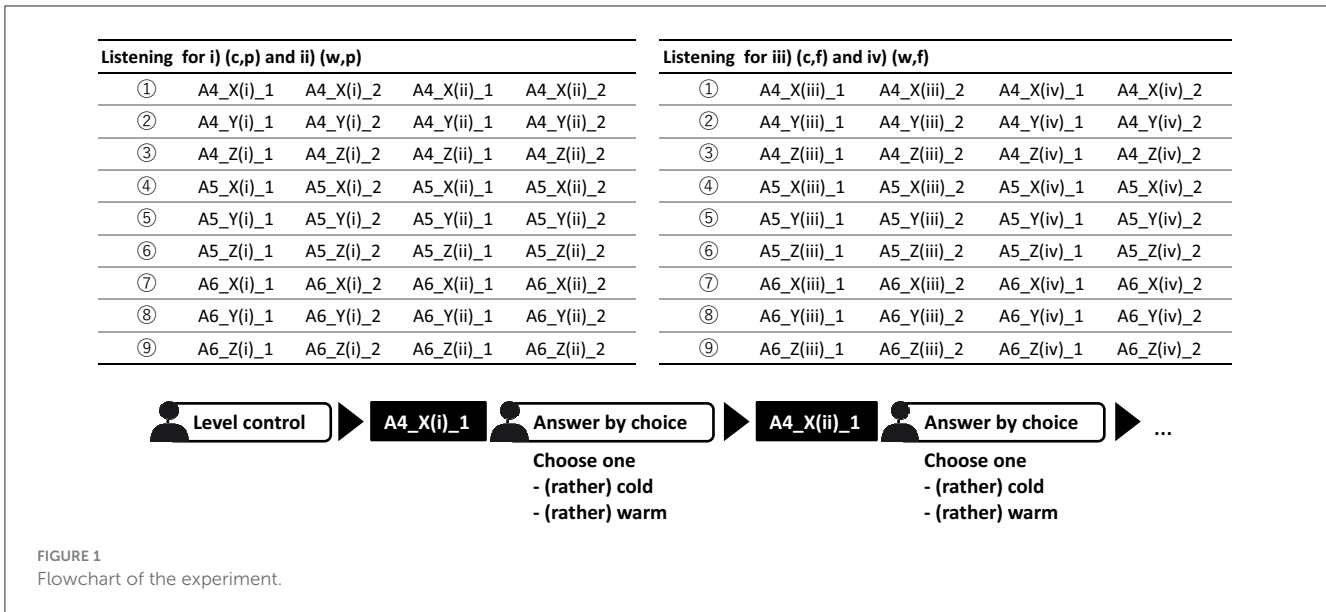 Listening for i) (c,p) and ii) (w,p)
① A4_X(i)_1 A4_X(i)_2 A4_X(ii)_1 A4_X(ii)_2
② A4_Y(i)_1 A4_Y(i)_2 A4_Y(ii)_1 A4_Y(ii)_2
③ A4_Z(i)_1 A4_Z(i)_2 A4_Z(ii)_1 A4_Z(ii)_2
④ A5_X(i)_1 A5_X(i)_2 A5_X(ii)_1 A5_X(ii)_2
⑤ A5_Y(i)_1 A5_Y(i)_2 A5_Y(ii)_1 A5_Y(ii)_2
⑥ A5_Z(i)_1 A5_Z(i)_2 A5_Z(ii)_1 A5_Z(ii)_2
⑦ A6_X(i)_1 A6_X(i)_2 A6_X(ii)_1 A6_X(ii)_2
⑧ A6_Y(i)_1 A6_Y(i)_2 A6_Y(ii)_1 A6_Y(ii)_2
⑨ A6_Z(i)_1 A6_Z(i)_2 A6_Z(ii)_1 A6_Z(ii)_2
Listening for iii) (c,f) and iv) (w,f)
① A4_X(iii)_1 A4_X(iii)_2 A4_X(iv)_1 A4_X(iv)_2
② A4_Y(iii)_1 A4_Y(iii)_2 A4_Y(iv)_1 A4_Y(iv)_2
③ A4_Z(iii)_1 A4_Z(iii)_2 A4_Z(iv)_1 A4_Z(iv)_2
④ A5_X(iii)_1 A5_X(iii)_2 A5_X(iv)_1 A5_X(iv)_2
⑤ A5_Y(iii)_1 A5_Y(iii)_2 A5_Y(iv)_1 A5_Y(iv)_2
⑥ A5_Z(iii)_1 A5_Z(iii)_2 A5_Z(iv)_1 A5_Z(iv)_2
⑦ A6_X(iii)_1 A6_X(iii)_2 A6_X(iv)_1 A6_X(iv)_2
⑧ A6_Y(iii)_1 A6_Y(iii)_2 A6_Y(iv)_1 A6_Y(iv)_2
⑨ A6_Z(iii)_1 A6_Z(iii)_2 A6_Z(iv)_1 A6_Z(iv)_2
Level control A4_X(i)_1 Answer by choice A4_X(ii)_1 Answer by choice ...
Choose one
- (rather) cold
- (rather) warm
Choose one
- (rather) cold
- (rather) warm
FIGURE 1
Flowchart of the experiment.